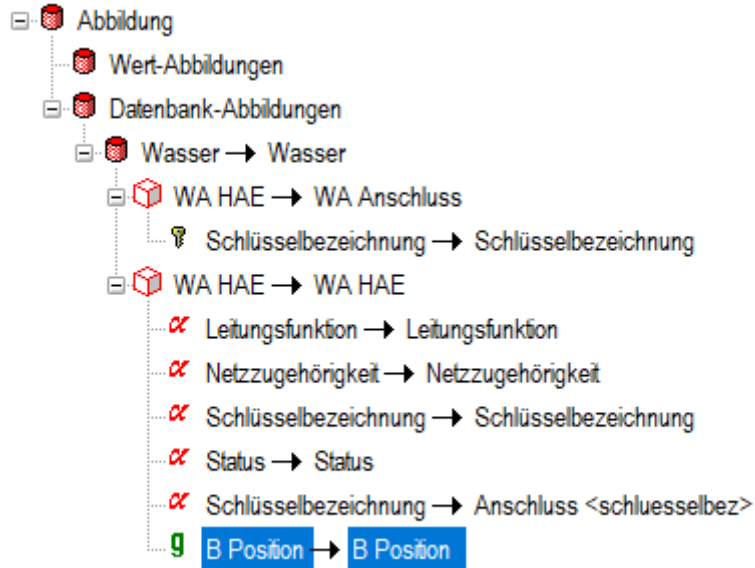 Abbildung
Wert-Abbildungen
Datenbank-Abbildungen
Wasser → Wasser
WA HAE → WA Anschluss
Schlüsselbezeichnung → Schlüsselbezeichnung
WA HAE → WA HAE
α Leitungsfunktion → Leitungsfunktion
α Netzzugehörigkeit → Netzzugehörigkeit
α Schlüsselbezeichnung → Schlüsselbezeichnung
α Status → Status
α Schlüsselbezeichnung → Anschluss <schluesselbez>
g B Position → B Position